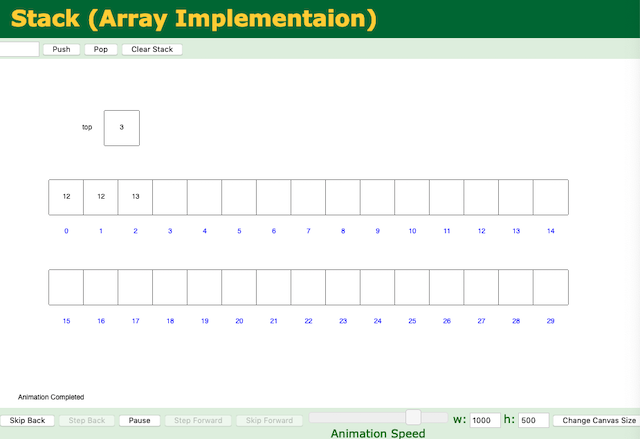 Stack (Array Implementaion)
Push Pop Clear Stack
top 3
12 12 13
0 1 2 3 4 5 6 7 8 9 10 11 12 13 14
15 16 17 18 19 20 21 22 23 24 25 26 27 28 29
Animation Completed
Skip Back Step Back Pause Step Forward Skip Forward w: 1000 h: 500 Change Canvas Size
Animation Speed